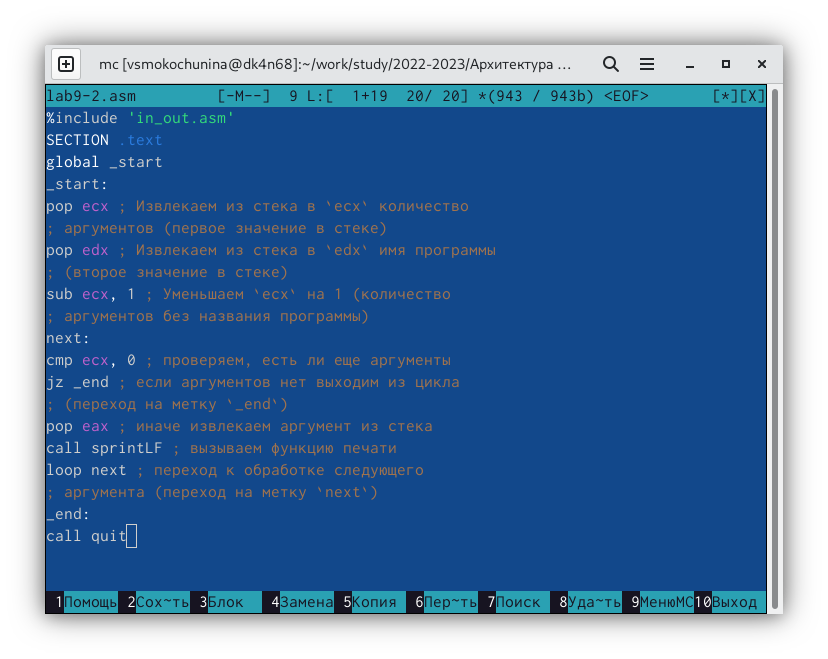 mc [vsmokochunina@dk4n68]:~/work/study/2022-2023/Архитектура ...
lab9-2.asm [-M--] 9 L:[ 1+19 20/ 20] *(943 / 943b) <EOF> [*][X]
%include 'in_out.asm'
SECTION .text
global _start
_start:
pop ecx ; Извлекаем из стека в `ecx` количество
; аргументов (первое значение в стеке)
pop edx ; Извлекаем из стека в `edx` имя программы
; (второе значение в стеке)
sub ecx, 1 ; Уменьшаем `ecx` на 1 (количество
; аргументов без названия программы)
next:
cmp ecx, 0 ; проверяем, есть ли еще аргументы
jz _end ; если аргументов нет выходим из цикла
; (переход на метку `_end`)
pop eax ; иначе извлекаем аргумент из стека
call sprintLF ; вызываем функцию печати
loop next ; переход к обработке следующего
; аргумента (переход на метку `next`)
_end:
call quit
1Помощь 2Сох~ть 3Блок 4Замена 5Копия 6Пер~ть 7Поиск 8Уда~ть 9МенюМС 10Выход